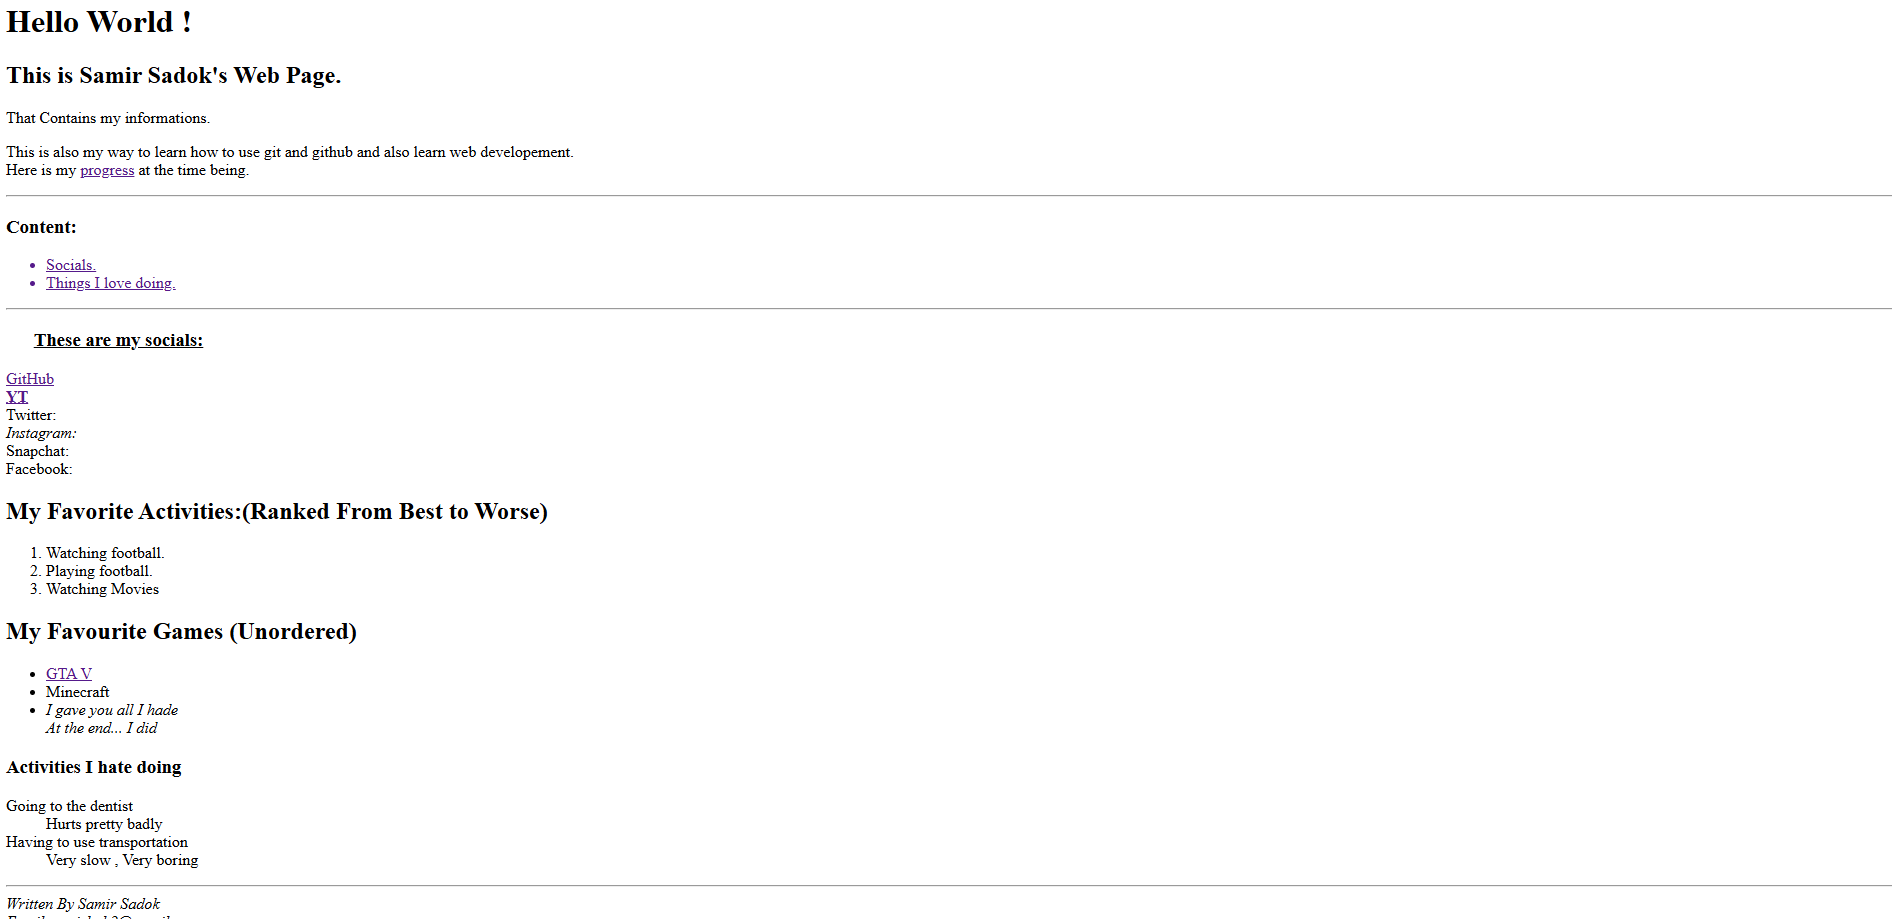 Hello World !
This is Samir Sadok's Web Page.
That Contains my informations.
This is also my way to learn how to use git and github and also learn web developement.
Here is my progress at the time being.
Content:
Socials.
Things I love doing.
These are my socials:
GitHub
YT
Twitter:
Instagram:
Snapchat:
Facebook:
My Favorite Activities:(Ranked From Best to Worse)
1. Watching football.
2. Playing football.
3. Watching Movies
My Favourite Games (Unordered)
GTA V
Minecraft
I gave you all I hade
At the end... I did
Activities I hate doing
Going to the dentist
Hurts pretty badly
Having to use transportation
Very slow , Very boring
Written By Samir Sadok